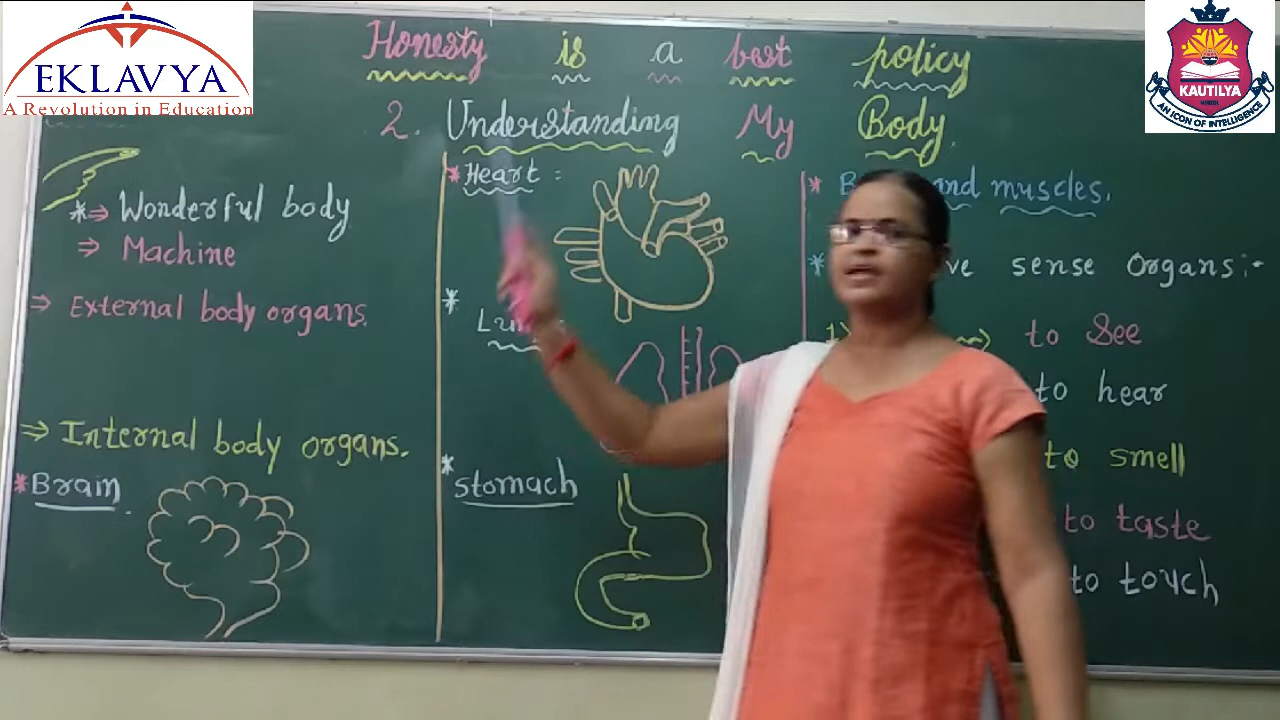 EKLAVYA
A Revolution in Education
KAUTILYA
AN ICON OF INTELLIGENCE
Honesty is a best policy
2. Understanding My Body.
* ⇒ Wonderful body
⇒ Machine
⇒ External body organs.
⇒ Internal body organs.
* Brain
* Heart :
*
* stomach
* and muscles.
* sense Organs:-
1> to See
to hear
to smell
to taste
to touch